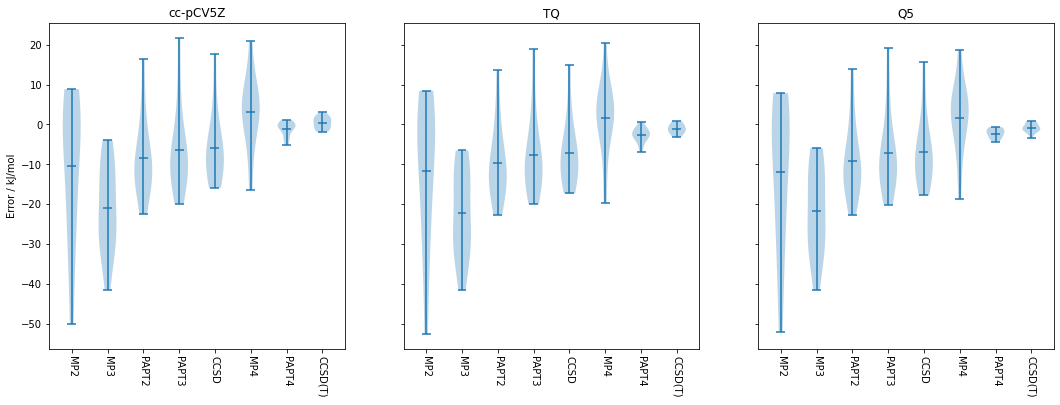 cc-pCV5Z
TQ
Q5
Error / kJ/mol
20
10
0
−10
−20
−30
−40
−50
MP2
MP3
PAPT2
PAPT3
CCSD
MP4
PAPT4
CCSD(T)
MP2
MP3
PAPT2
PAPT3
CCSD
MP4
PAPT4
CCSD(T)
MP2
MP3
PAPT2
PAPT3
CCSD
MP4
PAPT4
CCSD(T)